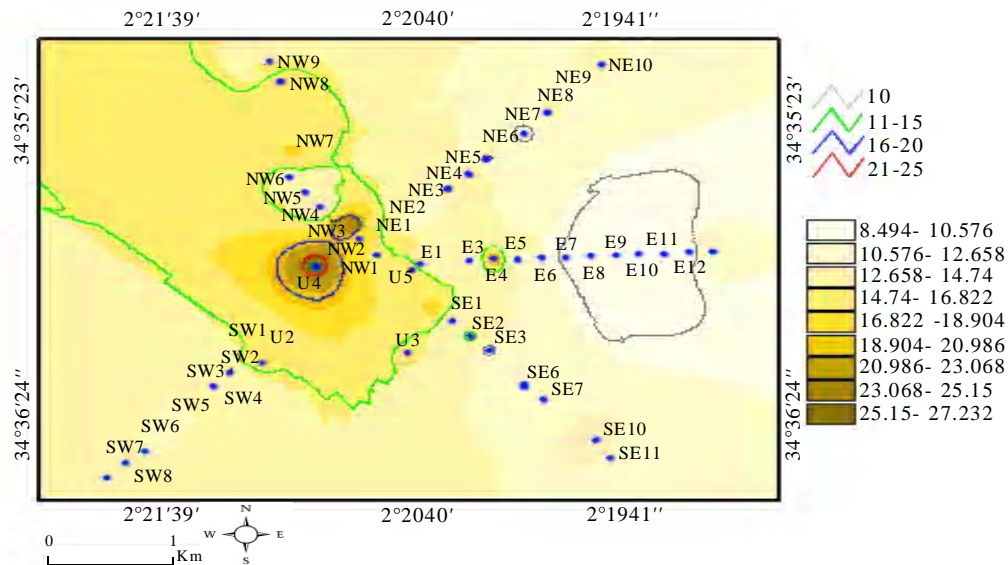 2°21'39' 2°2040' 2°1941''
34°35'23'
34°35'23'
34°36'24''
34°36'24''
NW9
NW8
NW7
NW6
NW5
NW4
NW3
NW2
NW1
NE10
NE9
NE8
NE7
NE6
NE5
NE4
NE3
NE2
NE1
E1
E3
E5
E4
E6
E7
E8
E9
E10
E11
E12
U4
U5
U2
U3
SE1
SE2
SE3
SE6
SE7
SE10
SE11
SW1
SW2
SW3
SW4
SW5
SW6
SW7
SW8
2°21'39' 2°2040' 2°1941''
10
11-15
16-20
21-25
8.494- 10.576
10.576- 12.658
12.658- 14.74
14.74- 16.822
16.822 -18.904
18.904- 20.986
20.986- 23.068
23.068- 25.15
25.15- 27.232
N
W E
S
0 1
Km